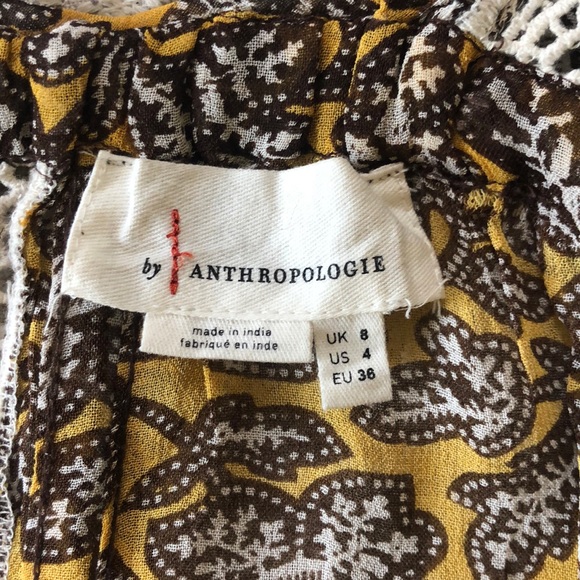 by ANTHROPOLOGIE
made in india
fabriqué en inde
UK 8
US 4
EU 36